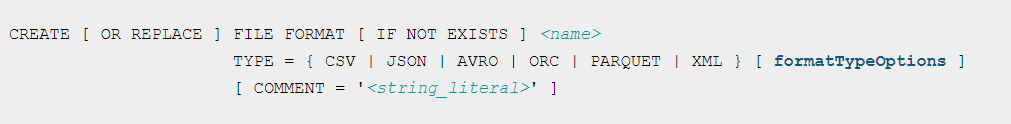 CREATE [ OR REPLACE ] FILE FORMAT [ IF NOT EXISTS ] <name>
TYPE = { CSV | JSON | AVRO | ORC | PARQUET | XML } [ formatTypeOptions ]
[ COMMENT = '<string_literal>' ]